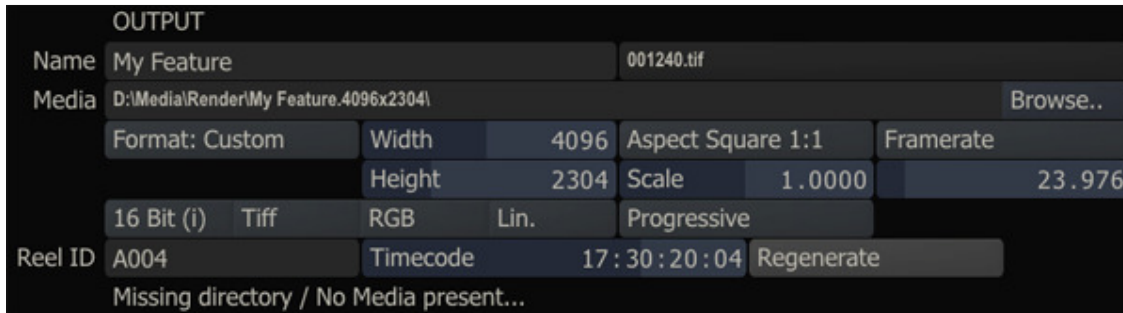 OUTPUT
Name My Feature 001240.tif
Media D:\Media\Render\My Feature.4096x2304\ Browse..
Format: Custom Width 4096 Aspect Square 1:1 Framerate
Height 2304 Scale 1.0000 23.976
16 Bit (i) Tiff RGB Lin. Progressive
Reel ID A004 Timecode 17:30:20:04 Regenerate
Missing directory / No Media present...